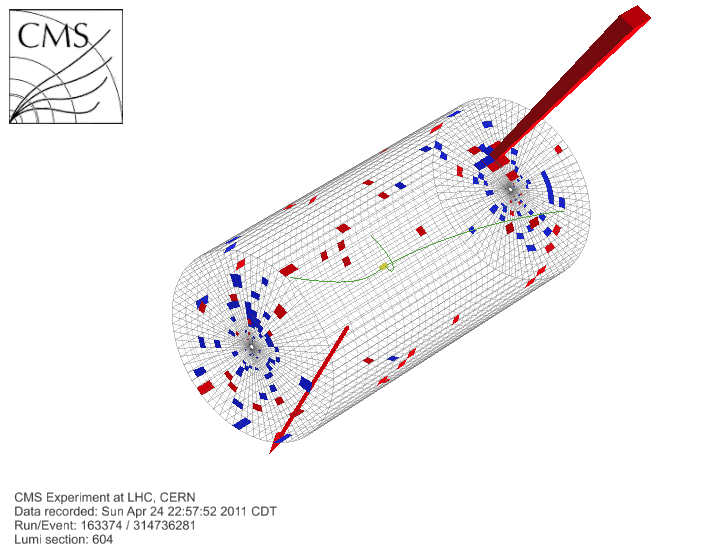 CMS
CMS Experiment at LHC, CERN
Data recorded: Sun Apr 24 22:57:52 2011 CDT
Run/Event: 163374 / 314736281
Lumi section: 604